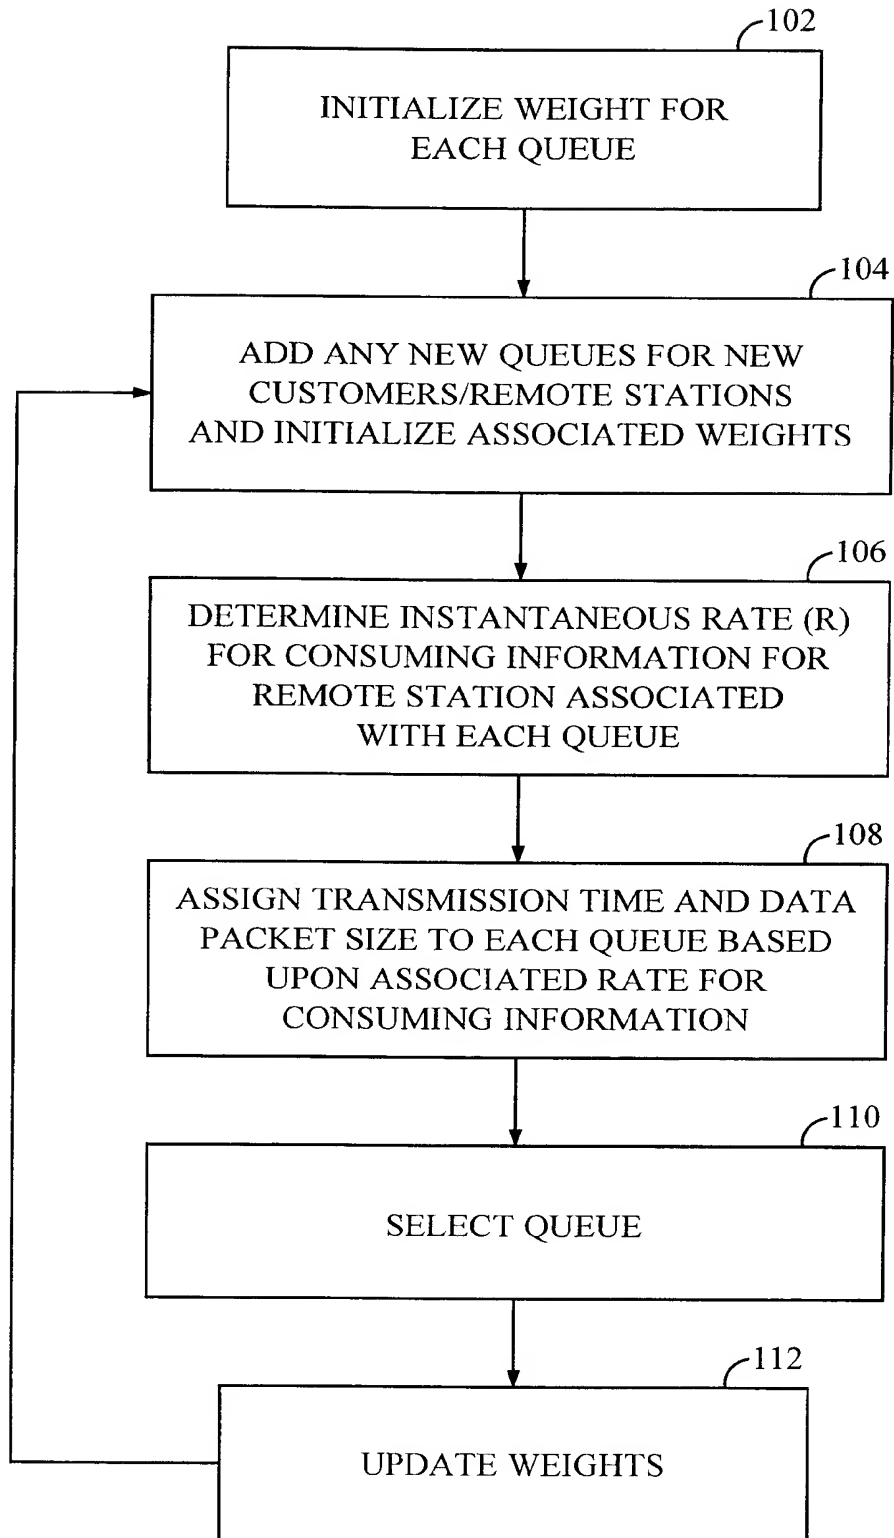 102
INITIALIZE WEIGHT FOR
EACH QUEUE
104
ADD ANY NEW QUEUES FOR NEW
CUSTOMERS/REMOTE STATIONS
AND INITIALIZE ASSOCIATED WEIGHTS
106
DETERMINE INSTANTANEOUS RATE (R)
FOR CONSUMING INFORMATION FOR
REMOTE STATION ASSOCIATED
WITH EACH QUEUE
108
ASSIGN TRANSMISSION TIME AND DATA
PACKET SIZE TO EACH QUEUE BASED
UPON ASSOCIATED RATE FOR
CONSUMING INFORMATION
110
SELECT QUEUE
112
UPDATE WEIGHTS